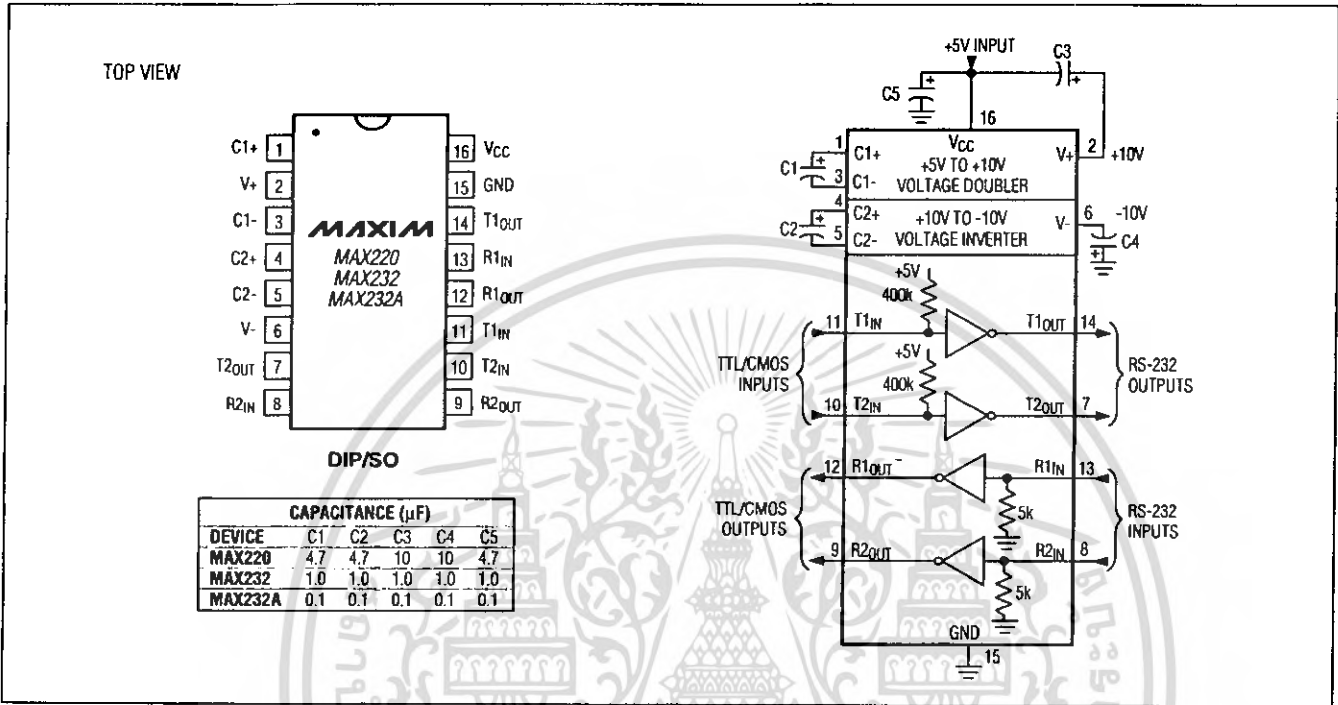 TOP VIEW
C1+ 1
V+ 2
C1- 3
C2+ 4
C2- 5
V- 6
T2OUT 7
R2IN 8
16 VCC
15 GND
14 T1OUT
13 R1IN
12 R1OUT
11 T1IN
10 T2IN
9 R2OUT
MAXIM
MAX220
MAX232
MAX232A
DIP/SO
CAPACITANCE (µF)
DEVICE C1 C2 C3 C4 C5
MAX220 4.7 4.7 10 10 4.7
MAX232 1.0 1.0 1.0 1.0 1.0
MAX232A 0.1 0.1 0.1 0.1 0.1
+5V INPUT
C3
C5
16
1 C1+ VCC V+ 2 +10V
+5V TO +10V
C1
3 C1- VOLTAGE DOUBLER
4 C2+ +10V TO -10V V- 6 -10V
C2
5 C2- VOLTAGE INVERTER
C4
+5V
400k
11 T1IN T1OUT 14
TTL/CMOS
INPUTS
+5V
400k
RS-232
OUTPUTS
10 T2IN T2OUT 7
12 R1OUT R1IN 13
TTL/CMOS
OUTPUTS
5k
RS-232
INPUTS
9 R2OUT R2IN 8
5k
GND
15